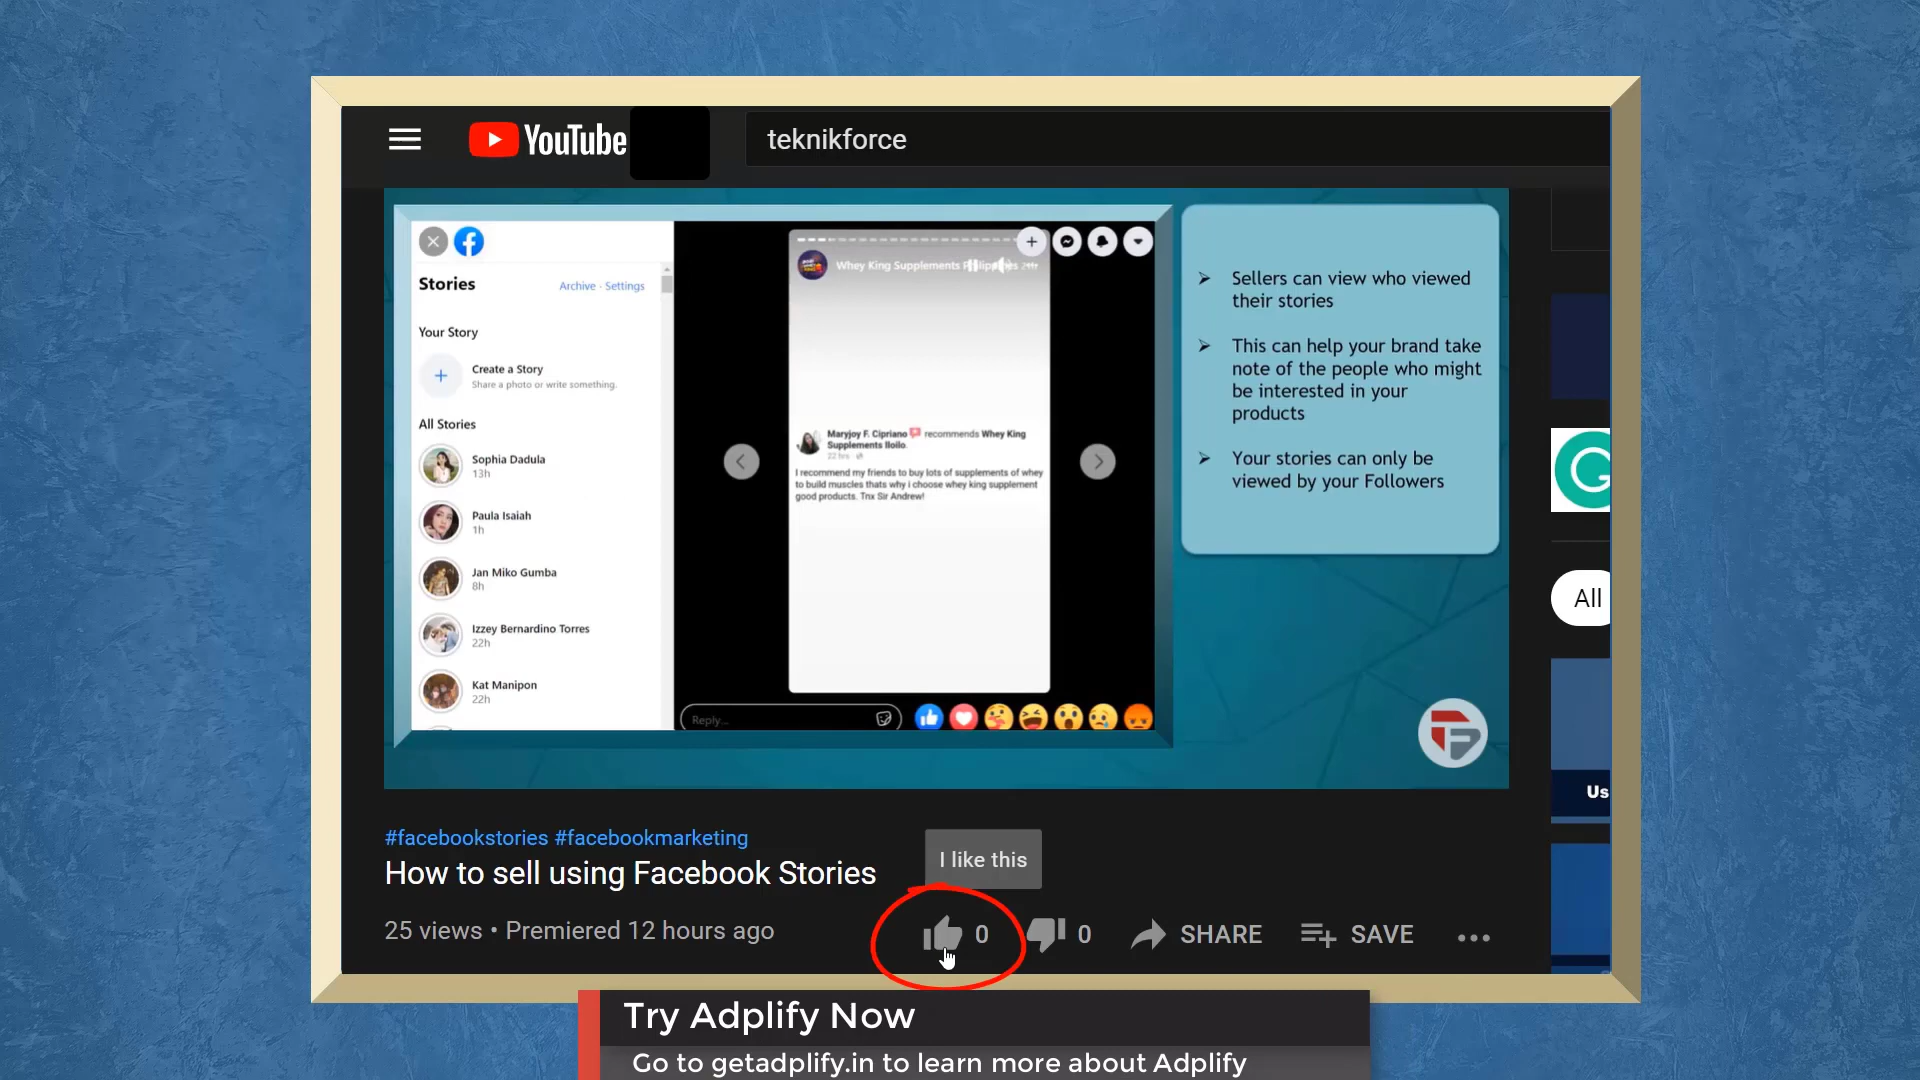 YouTube
teknikforce
Stories
Archive · Settings
Your Story
Create a Story
Share a photo or write something.
All Stories
Sophia Dadula
13h
Paula Isaiah
1h
Jan Miko Gumba
8h
Izzey Bernardino Torres
22h
Kat Manipon
22h
Whey King Supplements
Maryjoy F. Cipriano recommends Whey King
Supplements Iloilo.
22 hrs
I recommend my friends to buy lots of supplements of whey
to build muscles thats why i choose whey king supplement
good products. Tnx Sir Andrew!
Reply...
Sellers can view who viewed
their stories
This can help your brand take
note of the people who might
be interested in your
products
Your stories can only be
viewed by your Followers
All
Us
#facebookstories #facebookmarketing
How to sell using Facebook Stories
I like this
25 views • Premiered 12 hours ago
0
0
SHARE
SAVE
Try Adplify Now
Go to getadplify.in to learn more about Adplify